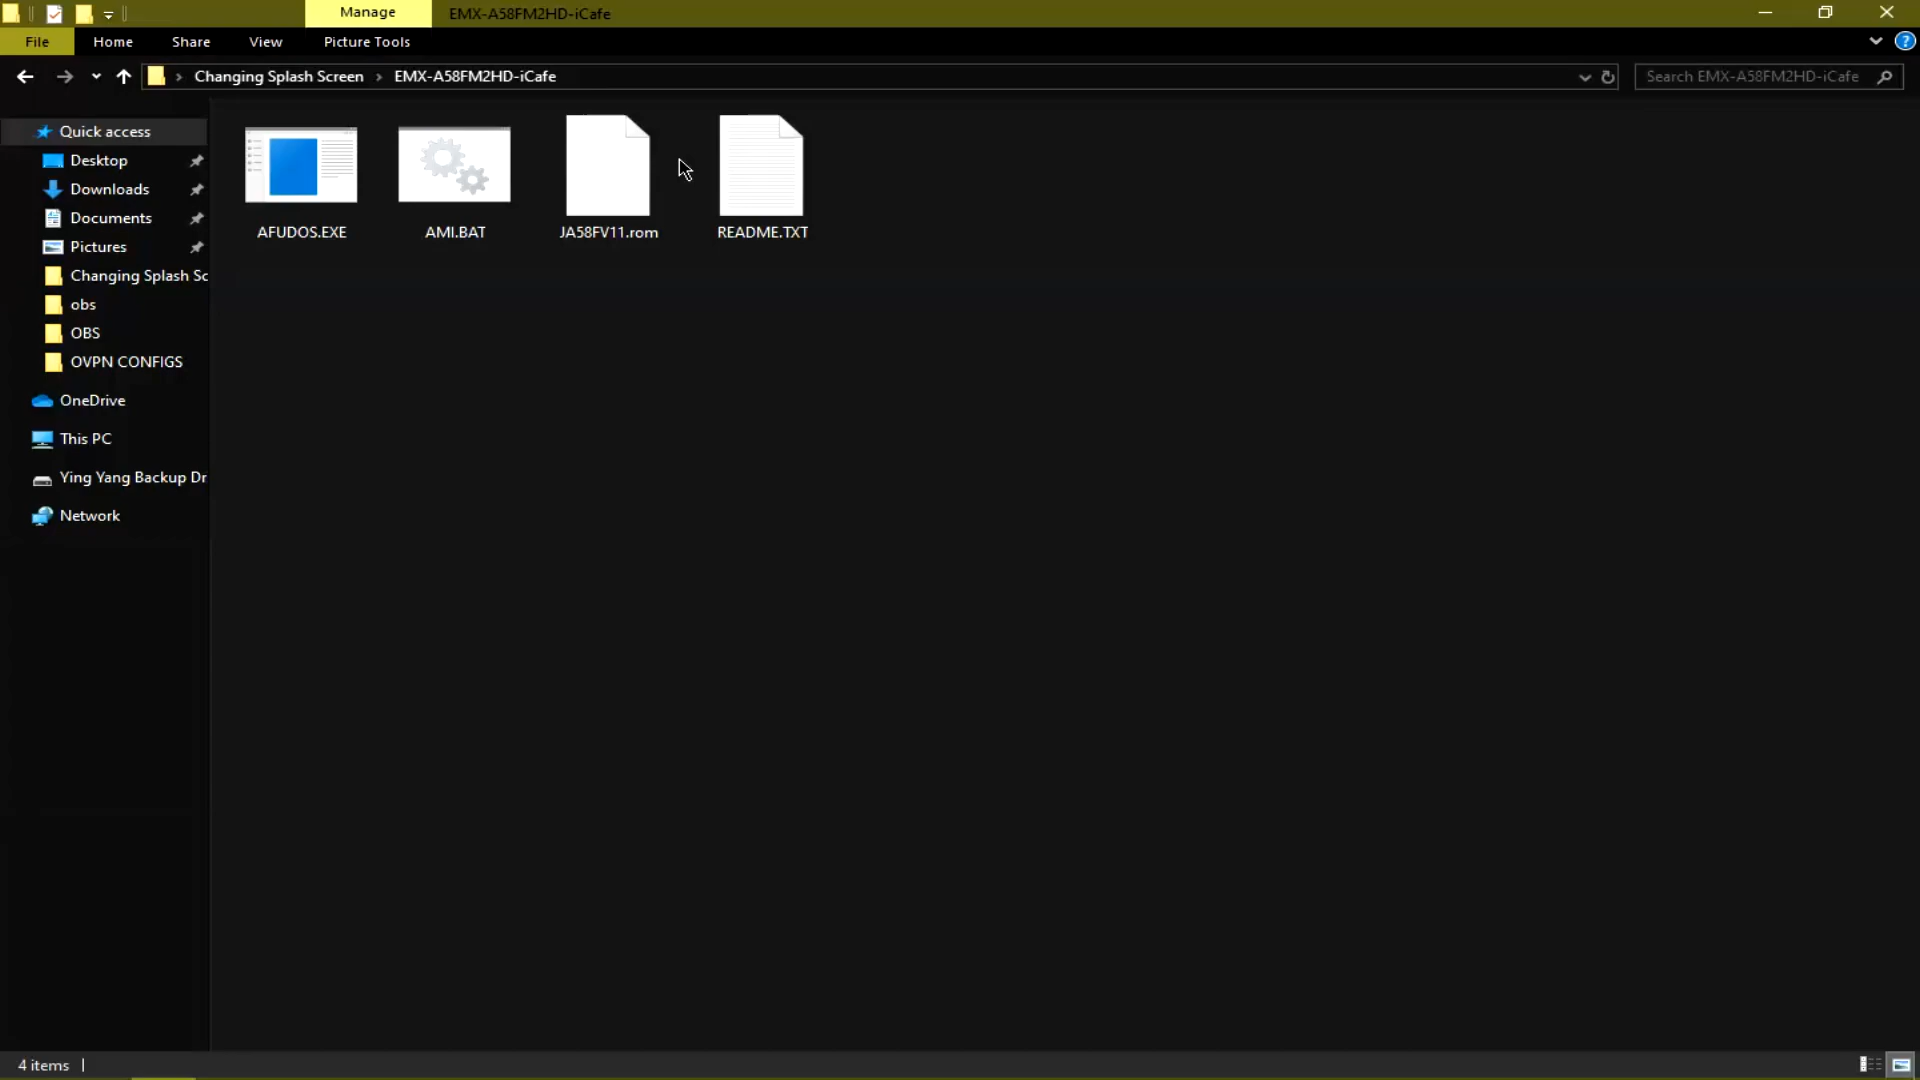 Manage
EMX-A58FM2HD-iCafe
File
Home
Share
View
Picture Tools
Changing Splash Screen
EMX-A58FM2HD-iCafe
Search EMX-A58FM2HD-iCafe
Quick access
Desktop
Downloads
Documents
Pictures
Changing Splash Sc
obs
OBS
OVPN CONFIGS
OneDrive
This PC
Ying Yang Backup Dr
Network
AFUDOS.EXE
AMI.BAT
JA58FV11.rom
README.TXT
4 items